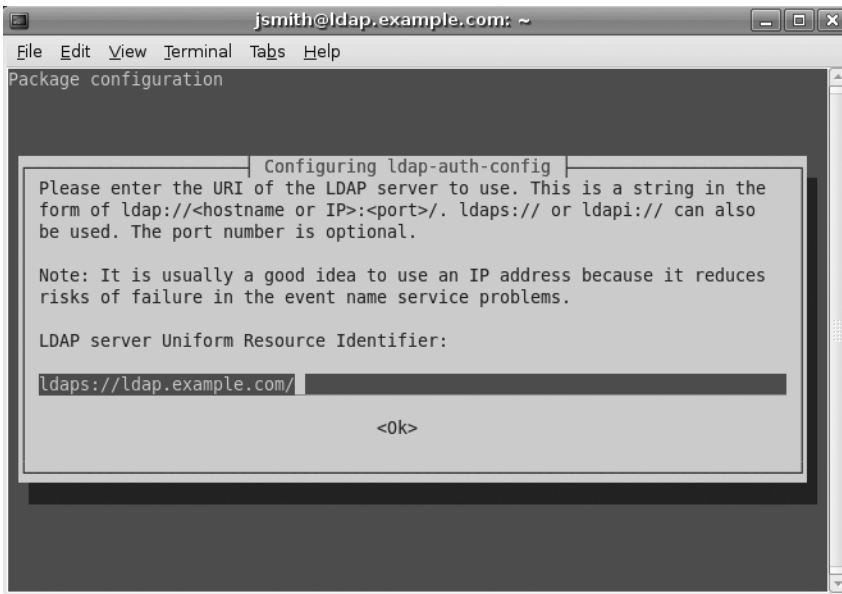 jsmith@ldap.example.com: ~
File Edit View Terminal Tabs Help
Package configuration
Configuring ldap-auth-config
Please enter the URI of the LDAP server to use. This is a string in the
form of ldap://<hostname or IP>:<port>/. ldaps:// or ldapi:// can also
be used. The port number is optional.
Note: It is usually a good idea to use an IP address because it reduces
risks of failure in the event name service problems.
LDAP server Uniform Resource Identifier:
ldaps://ldap.example.com/
<Ok>